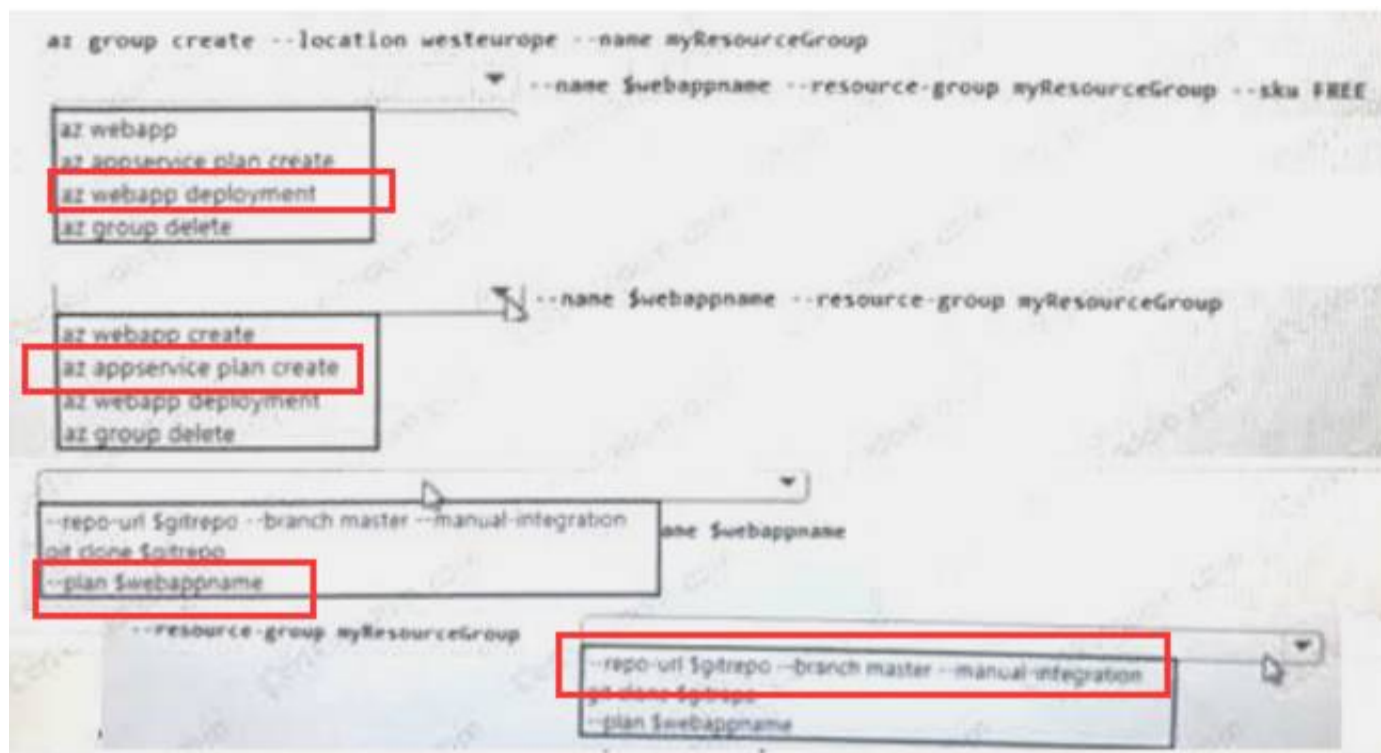 az group create --location westeurope --name myResourceGroup
--name $webappname --resource-group myResourceGroup --sku FREE
az webapp
az appservice plan create
az webapp deployment
az group delete
--name $webappname --resource-group myResourceGroup
az webapp create
az appservice plan create
az webapp deployment
az group delete
--repo-url $gitrepo --branch master --manual-integration
ame $webappname
git clone $gitrepo
--plan $webappname
--resource-group myResourceGroup
--repo-url $gitrepo --branch master --manual-integration
git clone $gitrepo
--plan $webappname